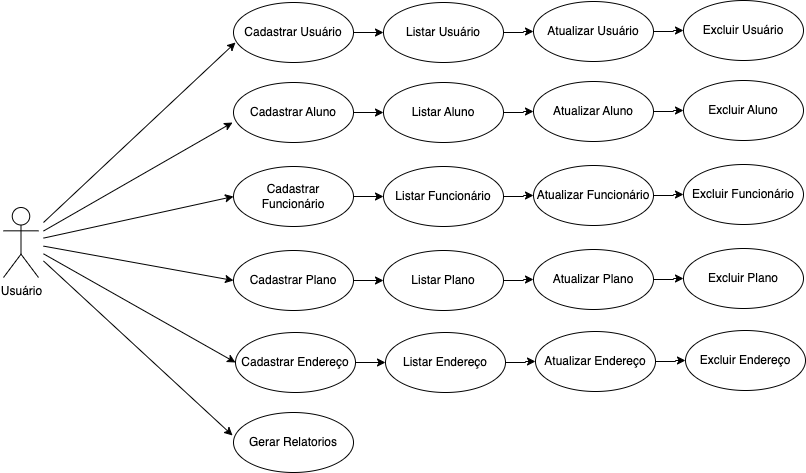 Cadastrar Usuário
Listar Usuário
Atualizar Usuário
Excluir Usuário
Cadastrar Aluno
Listar Aluno
Atualizar Aluno
Excluir Aluno
Cadastrar
Funcionário
Listar Funcionário
Atualizar Funcionário
Excluir Funcionário
Usuário
Cadastrar Plano
Listar Plano
Atualizar Plano
Excluir Plano
Cadastrar Endereço
Listar Endereço
Atualizar Endereço
Excluir Endereço
Gerar Relatorios